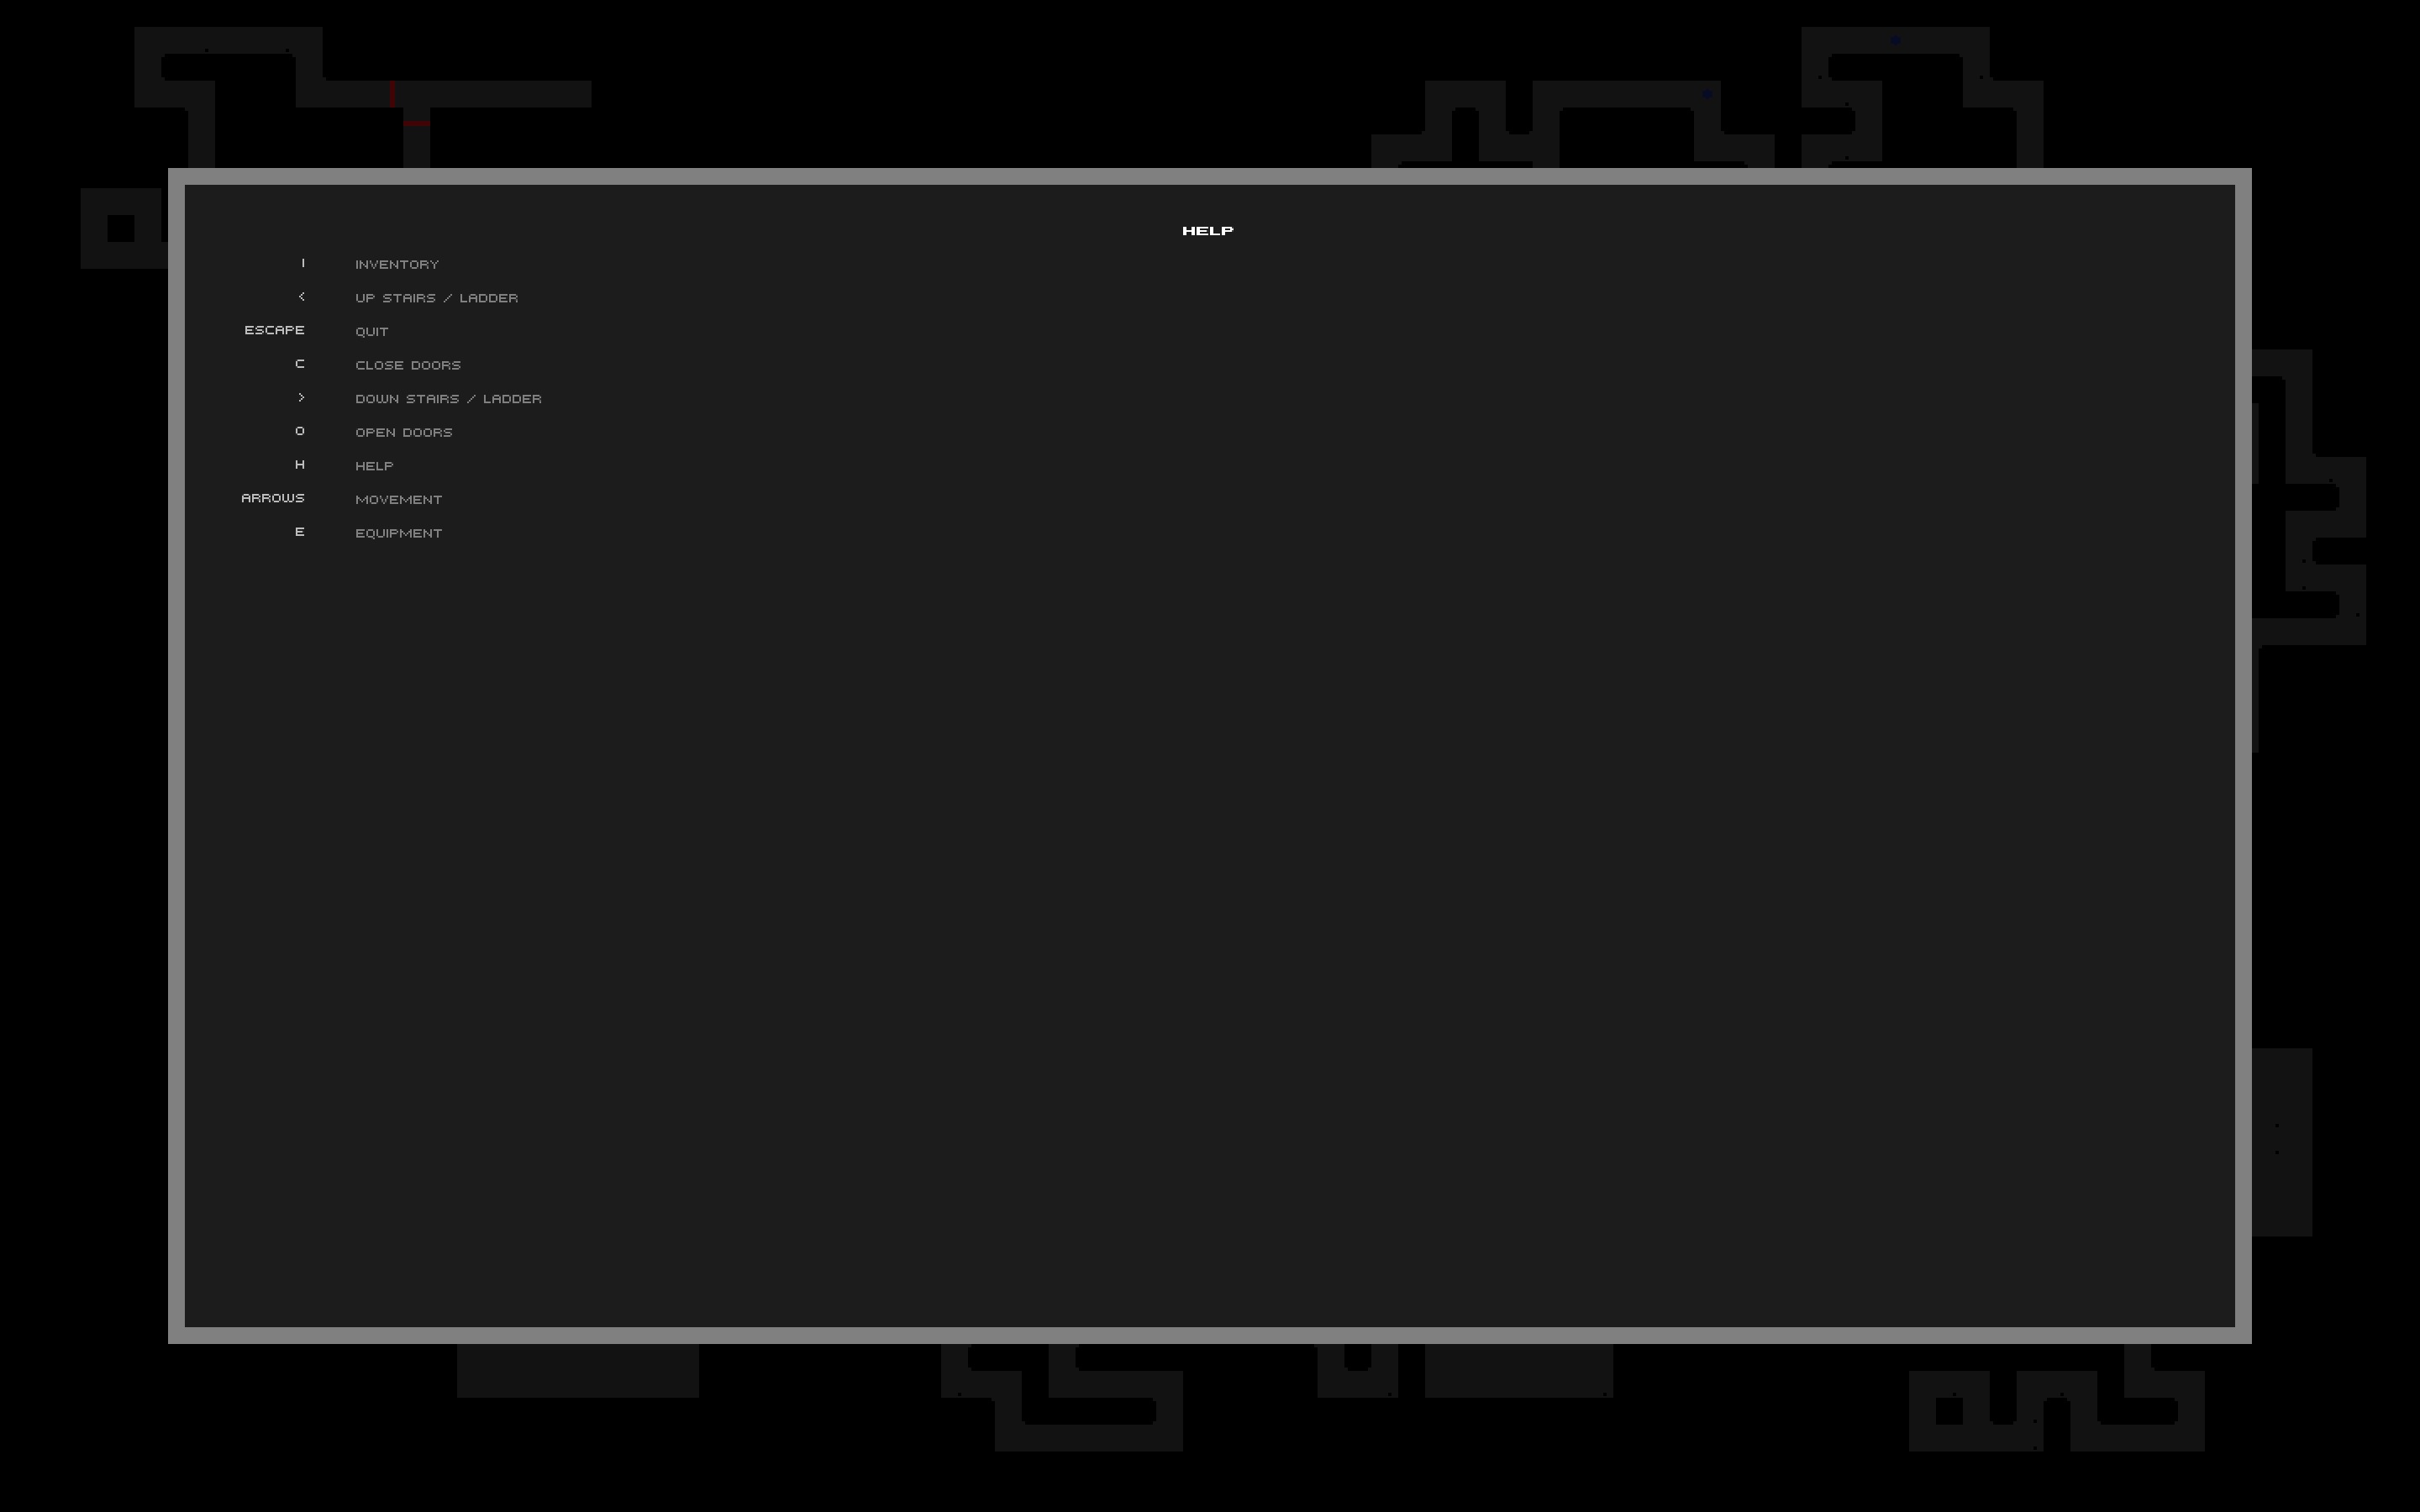 HELP
I INVENTORY
< UP STAIRS / LADDER
ESCAPE QUIT
C CLOSE DOORS
> DOWN STAIRS / LADDER
O OPEN DOORS
H HELP
ARROWS MOVEMENT
E EQUIPMENT